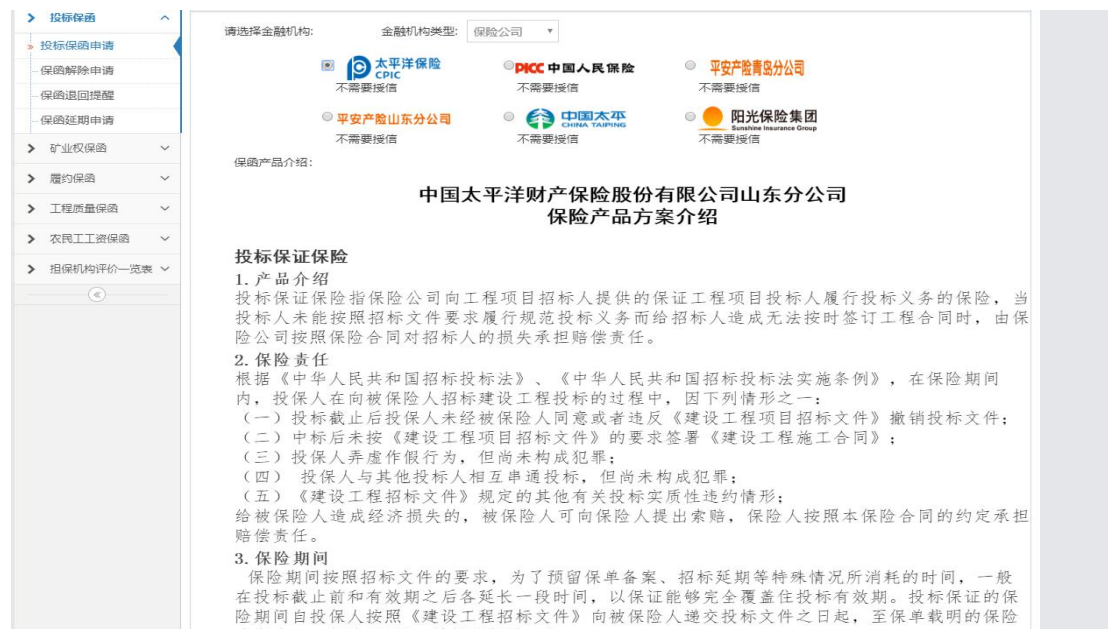 投标保函
投标保函申请
保函解除申请
保函退回提醒
保函延期申请
矿业权保函
履约保函
工程质量保函
农民工工资保函
担保机构评价一览表
请选择金融机构: 金融机构类型: 保险公司
太平洋保险 CPIC PICC 中国人民保险 平安产险青岛分公司
不需要授信 不需要授信 不需要授信
平安产险山东分公司 中国太平 CHINA TAIPING 阳光保险集团 Sunshine Insurance Group
不需要授信 不需要授信 不需要授信
保函产品介绍:
中国太平洋财产保险股份有限公司山东分公司
保险产品方案介绍
投标保证保险
1.产品介绍
投标保证保险指保险公司向工程项目招标人提供的保证工程项目投标人履行投标义务的保险，当
投标人未能按照招标文件要求履行规范投标义务而给招标人造成无法按时签订工程合同时，由保
险公司按照保险合同对招标人的损失承担赔偿责任。
2.保险责任
根据《中华人民共和国招标投标法》、《中华人民共和国招标投标法实施条例》，在保险期间
内，投保人在向被保险人招标建设工程投标的过程中，因下列情形之一：
（一）投标截止后投保人未经被保险人同意或者违反《建设工程项目招标文件》撤销投标文件；
（二）中标后未按《建设工程项目招标文件》的要求签署《建设工程施工合同》；
（三）投保人弄虚作假行为，但尚未构成犯罪；
（四） 投保人与其他投标人相互串通投标，但尚未构成犯罪；
（五）《建设工程招标文件》规定的其他有关投标实质性违约情形；
给被保险人造成经济损失的，被保险人可向保险人提出索赔，保险人按照本保险合同的约定承担
赔偿责任。
3.保险期间
保险期间按照招标文件的要求，为了预留保单备案、招标延期等特殊情况所消耗的时间，一般
在投标截止前和有效期之后各延长一段时间，以保证能够完全覆盖住投标有效期。投标保证的保
险期间自投保人按照《建设工程招标文件》向被保险人递交投标文件之日起，至保单载明的保险